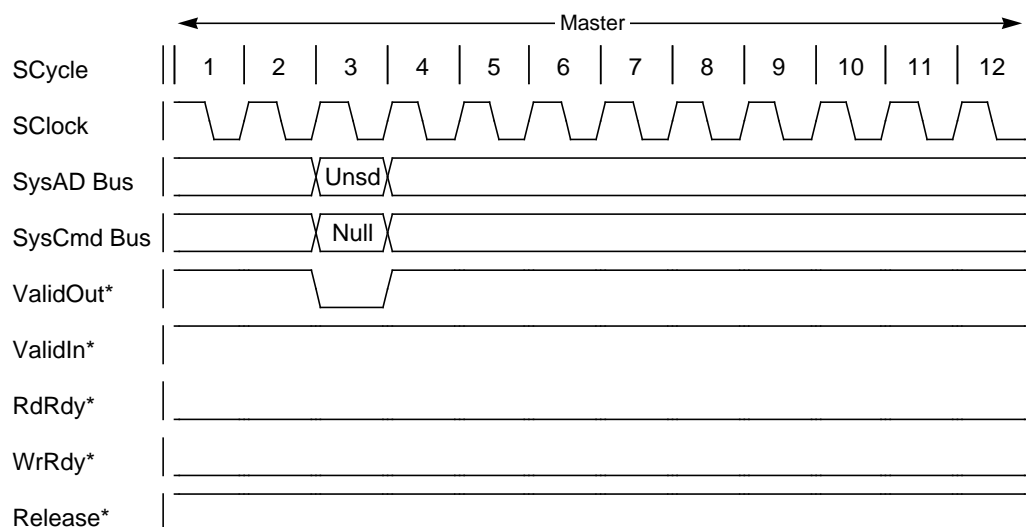 Master
SCycle 1 2 3 4 5 6 7 8 9 10 11 12
SClock
SysAD Bus Unsd
SysCmd Bus Null
ValidOut*
ValidIn*
RdRdy*
WrRdy*
Release*